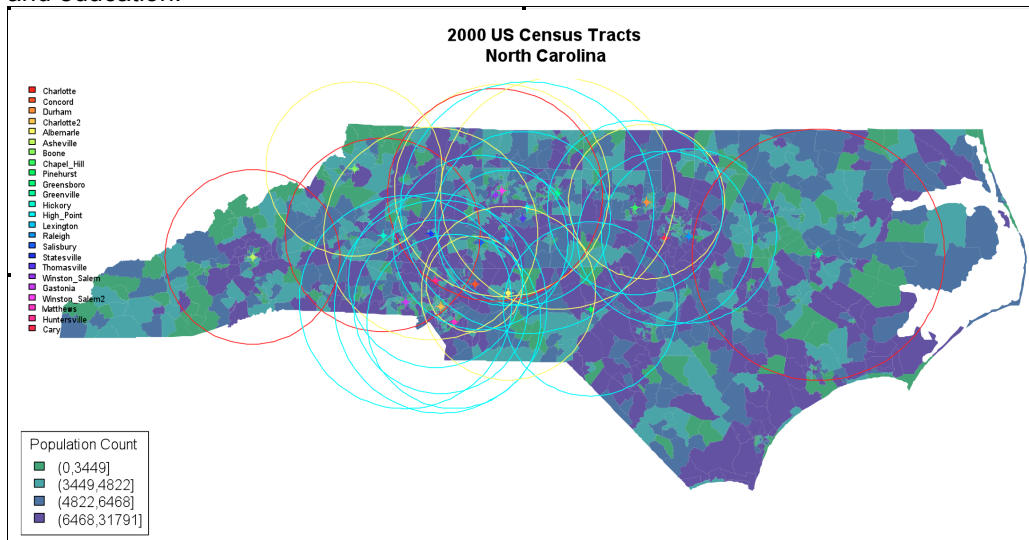 and education.
2000 US Census Tracts
North Carolina
Charlotte
Concord
Durham
Charlotte2
Albemarle
Asheville
Boone
Chapel_Hill
Pinehurst
Greensboro
Greenville
Hickory
High_Point
Lexington
Raleigh
Salisbury
Statesville
Thomasville
Winston_Salem
Gastonia
Winston_Salem2
Matthews
Huntersville
Cary
Population Count
(0,3449]
(3449,4822]
(4822,6468]
(6468,31791]